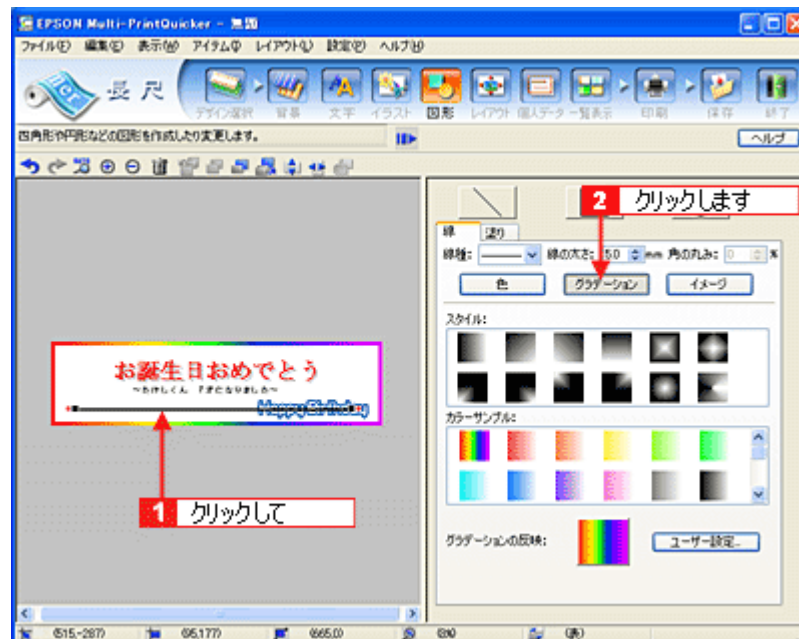 EPSON Multi-PrintQuicker - 無題
ファイル(F) 編集(E) 表示(W) アイテム(I) レイアウト(L) 設定(P) ヘルプ(H)
長尺
デザイン選択 背景 文字 イラスト 図形 レイアウト 個人データ 一覧表示 印刷 保存 終了
四角形や円形などの図形を作成したり変更します。
ヘルプ
2 クリックします
線 塗り
線種: 線の太さ: 5.0 mm 角の丸み: 0 %
色 グラデーション イメージ
スタイル:
お誕生日おめでとう
Happy Birthday
カラーサンプル:
1 クリックして
グラデーションの反映:
ユーザー設定...
(515,-287) (95,177) (665,0) (表)